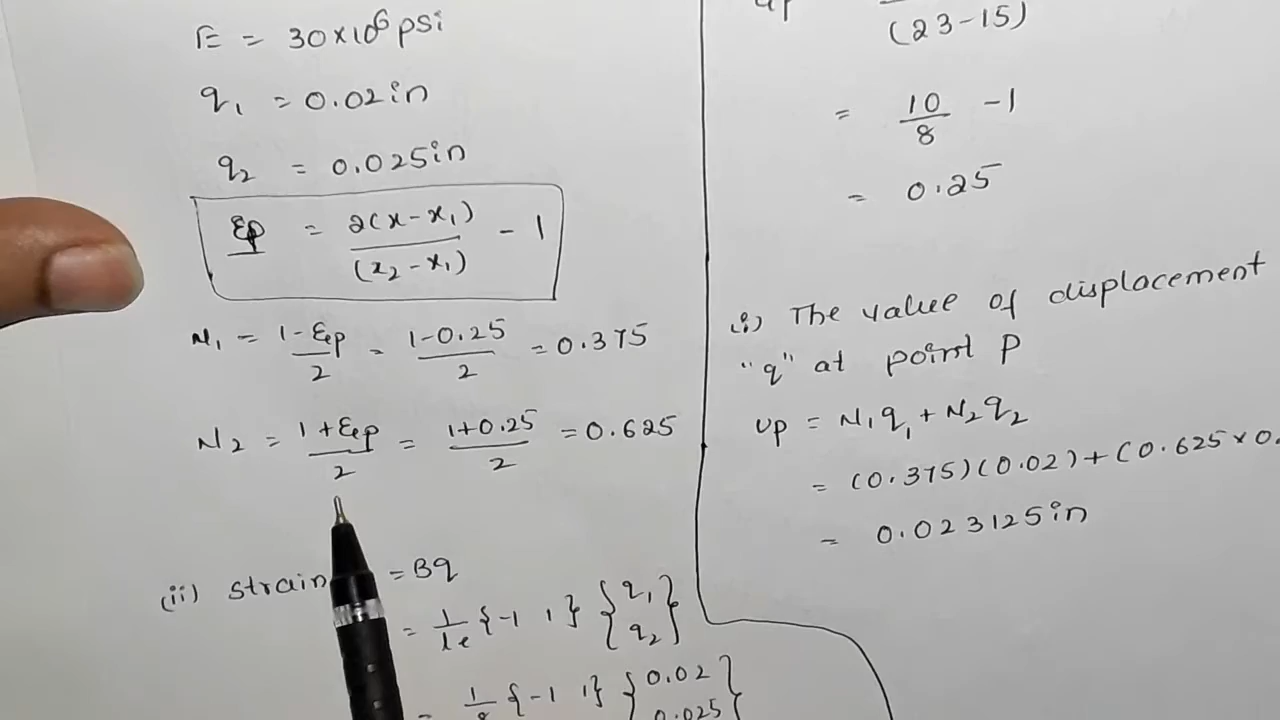 E = 30×10⁶ psi
q₁ = 0.02in
q₂ = 0.025in
εp = 2(x-x₁) / (x₂-x₁) - 1
N₁ = 1-εp / 2 = 1-0.25 / 2 = 0.375
N₂ = 1+εp / 2 = 1+0.25 / 2 = 0.625
(ii) strain = Bq
= 1/le {-1 1} {q₁ q₂}
= 1/8 {-1 1} {0.02 0.025}
(23-15)
= 10/8 -1
= 0.25
(i) The value of displacement
"q" at point P
up = N₁q₁ + N₂q₂
= (0.375)(0.02)+(0.625×0.
= 0.023125in